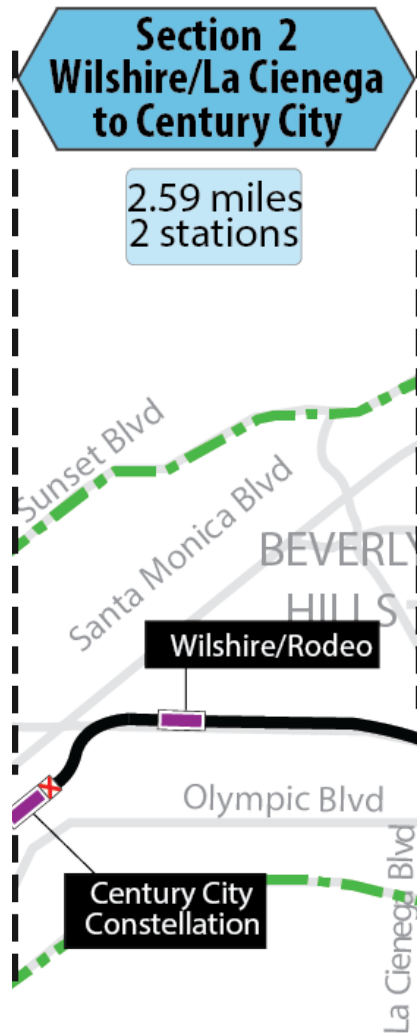 Section 2
Wilshire/La Cienega
to Century City
2.59 miles
2 stations
Sunset Blvd
Santa Monica Blvd
BEVERLY
HILLS
Wilshire/Rodeo
Olympic Blvd
Century City
Constellation
La Cienega Blvd